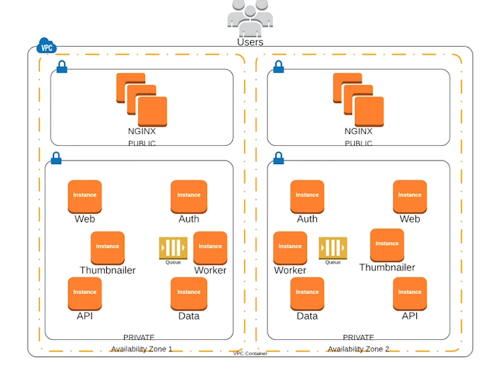 Users
VPC
NGINX
PUBLIC
NGINX
PUBLIC
Instance
Web
Instance
Auth
Instance
Thumbnailer
Queue
Instance
Worker
Instance
API
Instance
Data
PRIVATE
Availability Zone 1
Instance
Auth
Instance
Web
Instance
Worker
Queue
Instance
Thumbnailer
Instance
Data
Instance
API
PRIVATE
Availability Zone 2
VPC Container